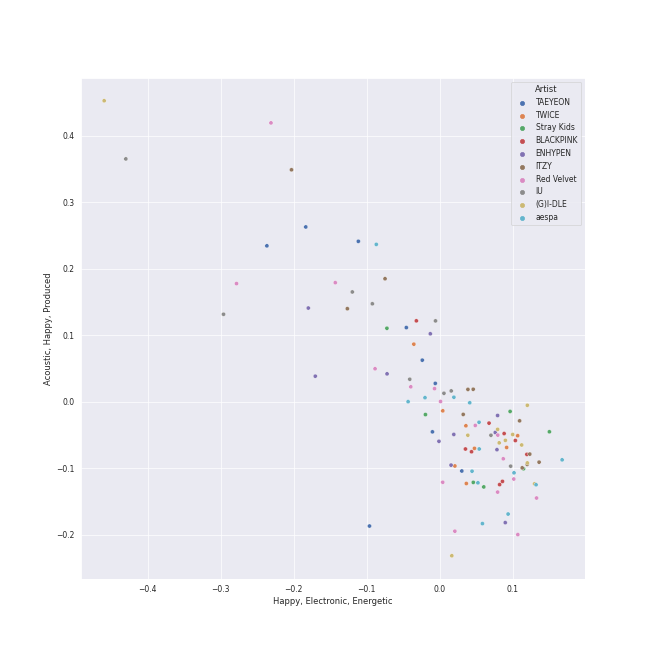 Artist
TAEYEON
TWICE
Stray Kids
BLACKPINK
ENHYPEN
ITZY
Red Velvet
IU
(G)I-DLE
aespa
0.4
0.3
0.2
0.1
0.0
−0.1
−0.2
Acoustic, Happy, Produced
−0.4
−0.3
−0.2
−0.1
0.0
0.1
Happy, Electronic, Energetic